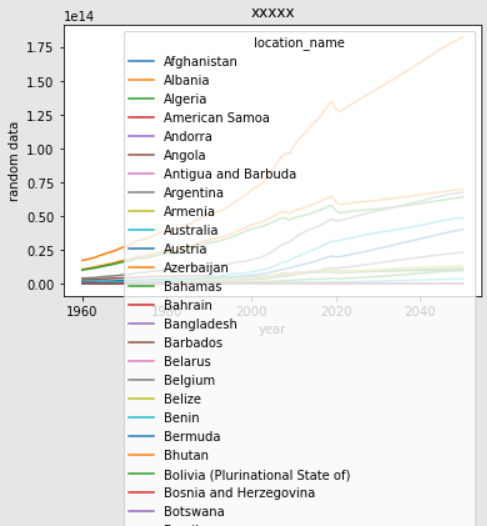 xxxxx
1e14
location_name
1.75
1.50
1.25
1.00
0.75
0.50
0.25
0.00
random data
Afghanistan
Albania
Algeria
American Samoa
Andorra
Angola
Antigua and Barbuda
Argentina
Armenia
Australia
Austria
Azerbaijan
Bahamas
Bahrain
Bangladesh
Barbados
Belarus
Belgium
Belize
Benin
Bermuda
Bhutan
Bolivia (Plurinational State of)
Bosnia and Herzegovina
Botswana
1960
1980
2000
2020
2040
year